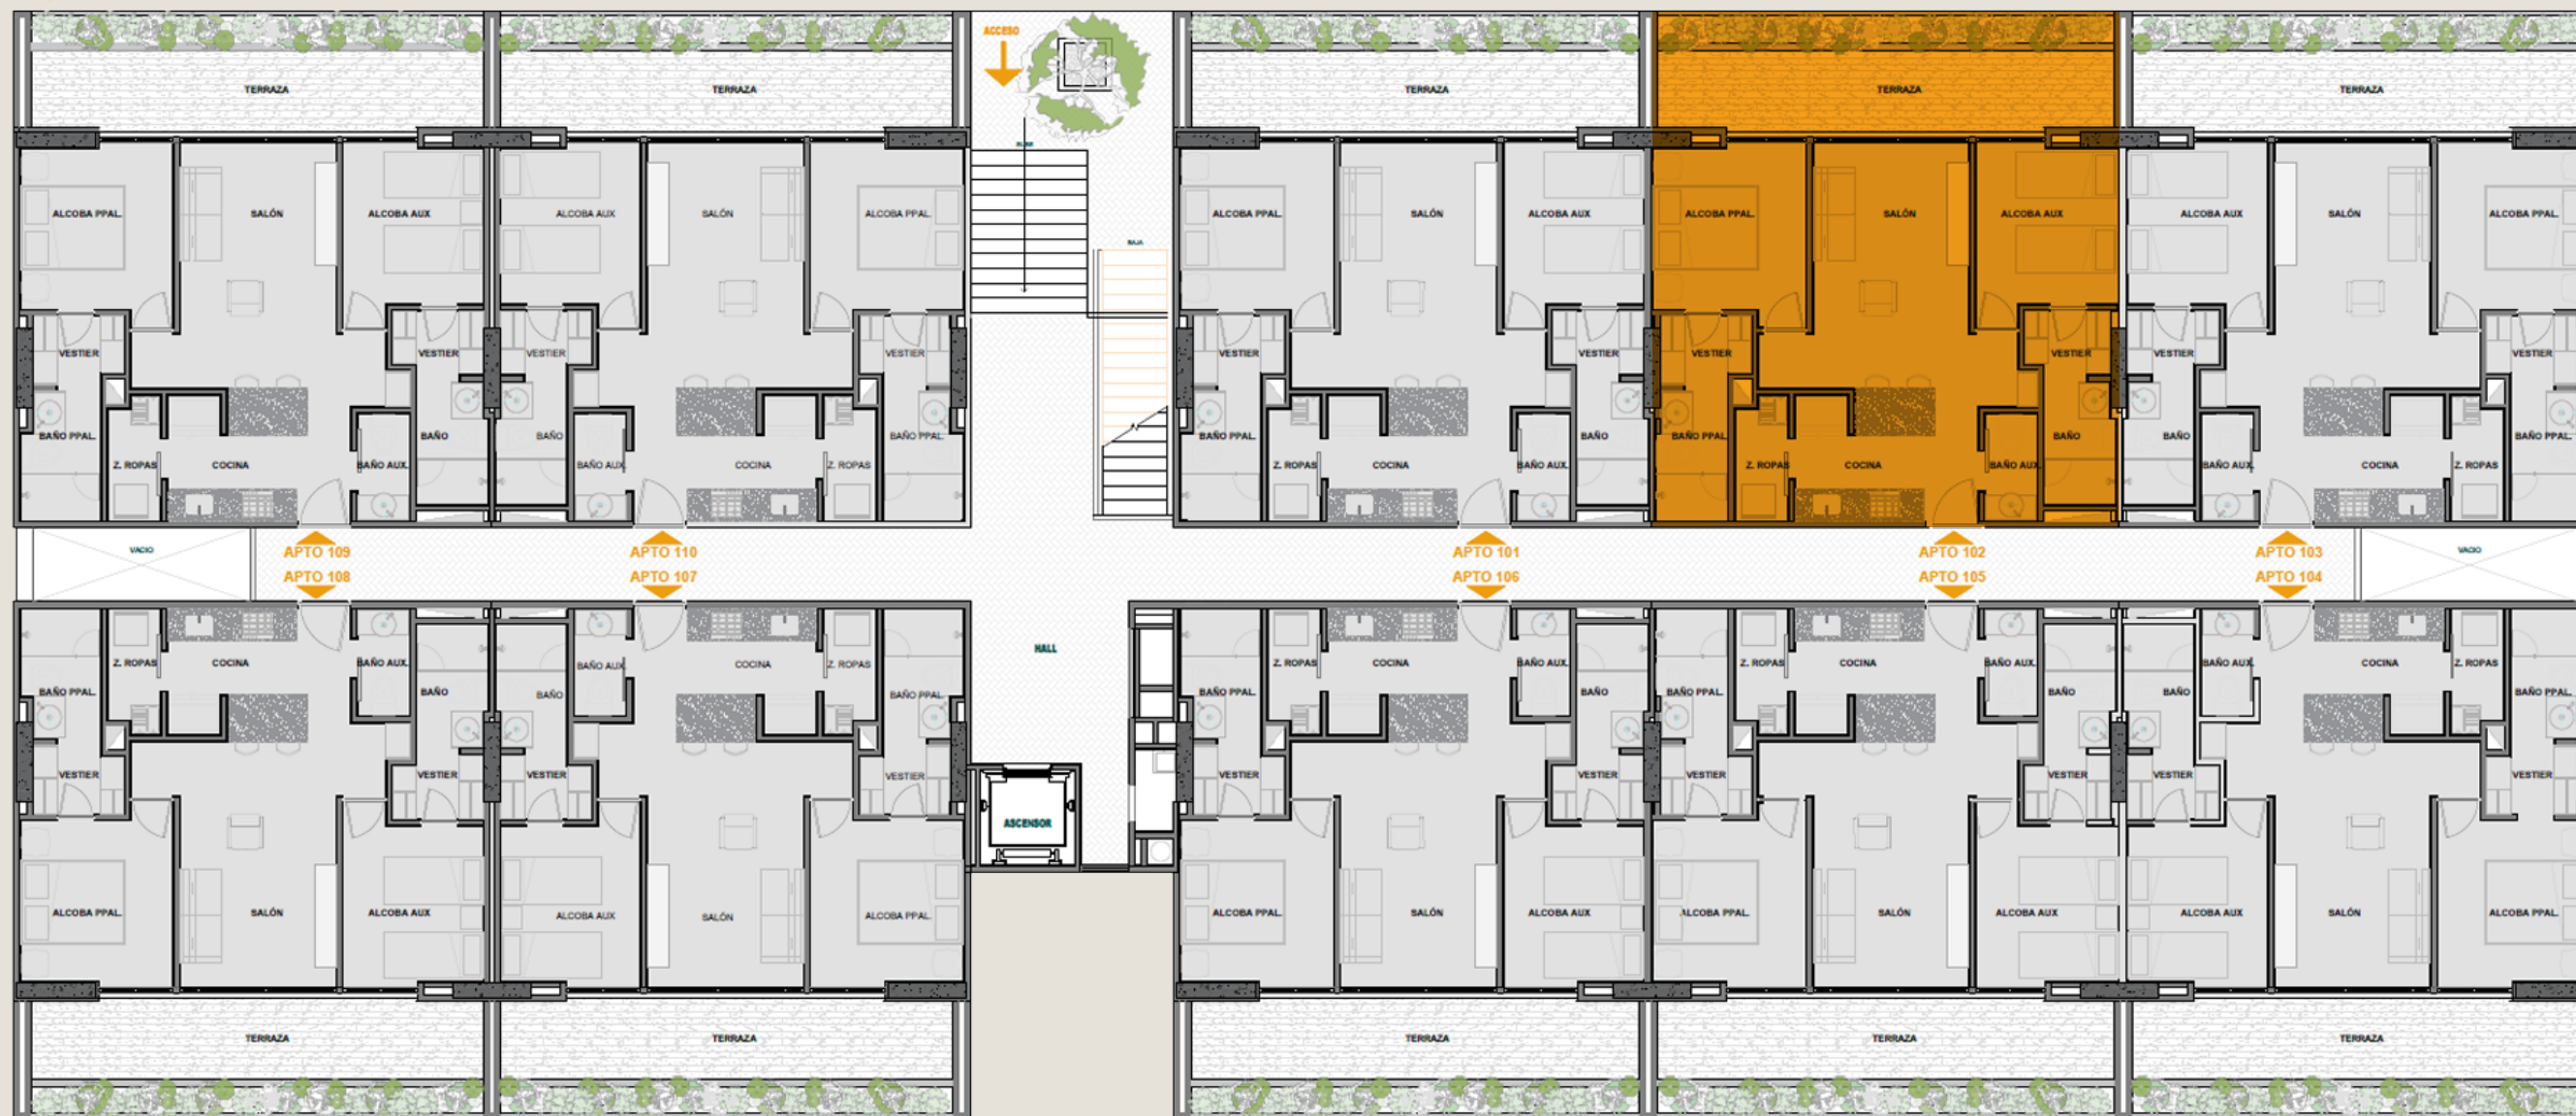 ACCESO
TERRAZA TERRAZA TERRAZA TERRAZA TERRAZA
SUBE
ALCOBA PPAL. SALÓN ALCOBA AUX ALCOBA AUX SALÓN ALCOBA PPAL. ALCOBA PPAL. SALÓN ALCOBA AUX ALCOBA PPAL. SALÓN ALCOBA AUX ALCOBA AUX SALÓN ALCOBA PPAL.
BAJA
VESTIER VESTIER VESTIER VESTIER VESTIER VESTIER VESTIER VESTIER VESTIER VESTIER
BAÑO PPAL. BAÑO BAÑO BAÑO PPAL. BAÑO PPAL. BAÑO BAÑO PPAL. BAÑO BAÑO BAÑO PPAL.
Z. ROPAS COCINA BAÑO AUX. BAÑO AUX. COCINA Z. ROPAS Z. ROPAS COCINA BAÑO AUX. Z. ROPAS COCINA BAÑO AUX. BAÑO AUX. COCINA Z. ROPAS
VACIO APTO 109 APTO 110 APTO 101 APTO 102 APTO 103 VACIO
APTO 108 APTO 107 APTO 106 APTO 105 APTO 104
HALL
Z. ROPAS COCINA BAÑO AUX. BAÑO AUX. COCINA Z. ROPAS Z. ROPAS COCINA BAÑO AUX. Z. ROPAS COCINA BAÑO AUX. BAÑO AUX. COCINA Z. ROPAS
BAÑO PPAL. BAÑO BAÑO BAÑO PPAL. BAÑO PPAL. BAÑO BAÑO PPAL. BAÑO BAÑO BAÑO PPAL.
VESTIER VESTIER VESTIER VESTIER VESTIER VESTIER VESTIER VESTIER VESTIER VESTIER
ASCENSOR
ALCOBA PPAL. SALÓN ALCOBA AUX ALCOBA AUX SALÓN ALCOBA PPAL. ALCOBA PPAL. SALÓN ALCOBA AUX ALCOBA PPAL. SALÓN ALCOBA AUX ALCOBA AUX SALÓN ALCOBA PPAL.
TERRAZA TERRAZA TERRAZA TERRAZA TERRAZA